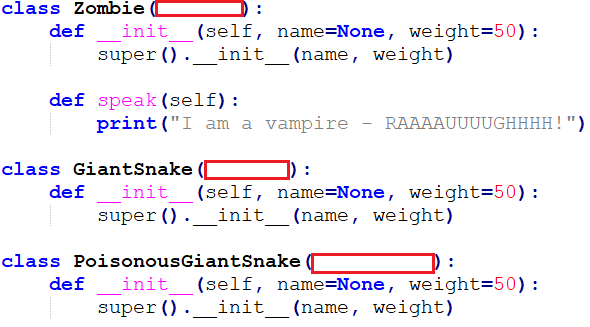 class Zombie():
    def __init__(self, name=None, weight=50):
        super().__init__(name, weight)
    def speak(self):
        print("I am a vampire - RAAAAUUUUGHHHH!")
class GiantSnake():
    def __init__(self, name=None, weight=50):
        super().__init__(name, weight)
class PoisonousGiantSnake():
    def __init__(self, name=None, weight=50):
        super().__init__(name, weight)